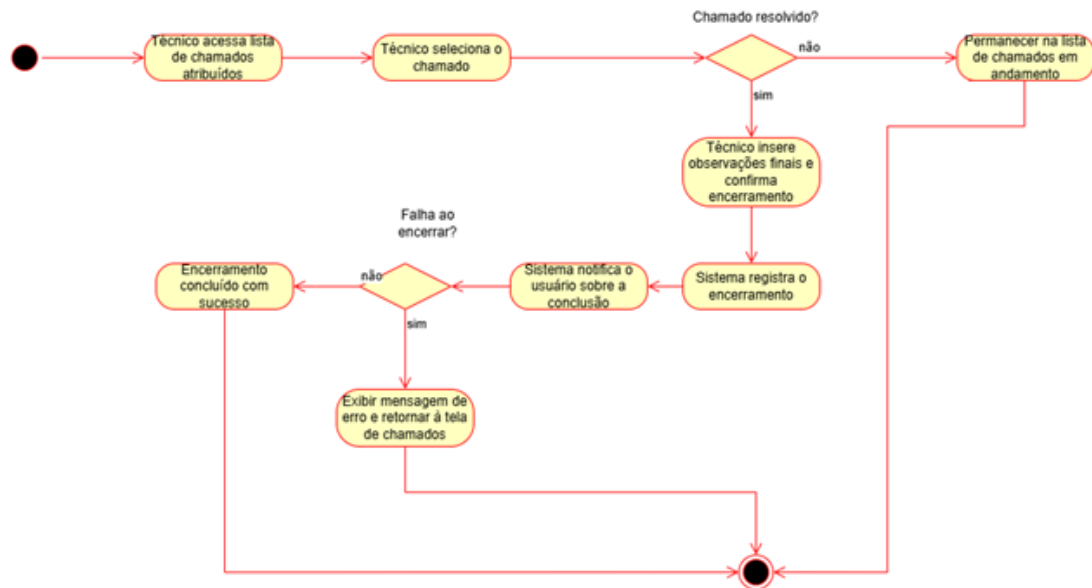 Chamado resolvido?
Técnico acessa lista
de chamados
atribuídos
Técnico seleciona o
chamado
não
Permanecer na lista
de chamados em
andamento
sim
Técnico insere
observações finais e
confirma
encerramento
Falha ao
encerrar?
Encerramento
concluído com
sucesso
não
Sistema notifica o
usuário sobre a
conclusão
Sistema registra o
encerramento
sim
Exibir mensagem de
erro e retornar à tela
de chamados